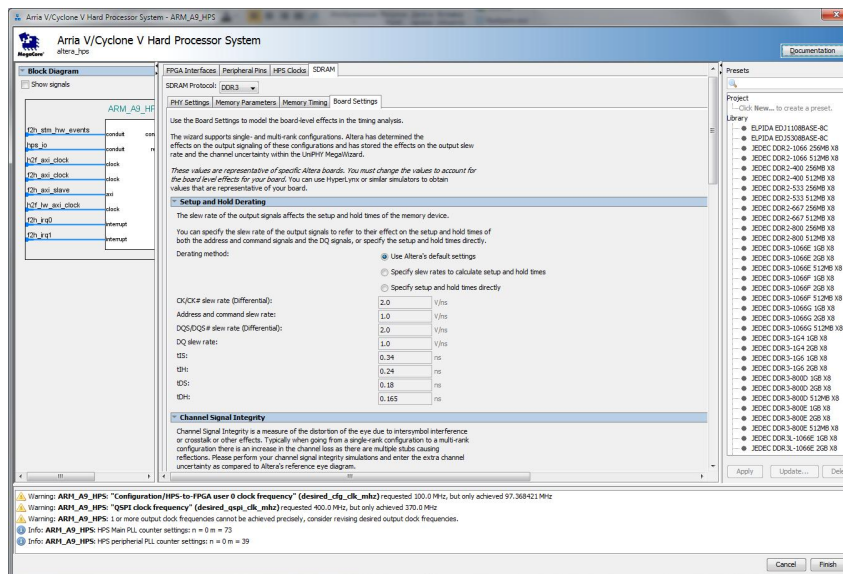 Arria V/Cyclone V Hard Processor System - ARM_A9_HPS
Arria V/Cyclone V Hard Processor System
altera_hps
MegaCore
Documentation
Block Diagram
Show signals
ARM_A9_HP
f2h_stm_hw_events
conduit
con
hps_io
conduit
h2f_axi_clock
clock
f2h_axi_clock
clock
f2h_axi_slave
axi
h2f_lw_axi_clock
clock
f2h_irq0
interrupt
f2h_irq1
interrupt
FPGA Interfaces
Peripheral Pins
HPS Clocks
SDRAM
SDRAM Protocol:
DDR3
PHY Settings
Memory Parameters
Memory Timing
Board Settings
Use the Board Settings to model the board-level effects in the timing analysis.
The wizard supports single- and multi-rank configurations. Altera has determined the
effects on the output signaling of these configurations and has stored the effects on the output slew
rate and the channel uncertainty within the UniPHY MegaWizard.
These values are representative of specific Altera boards. You must change the values to account for
the board level effects for your board. You can use HyperLynx or similar simulators to obtain
values that are representative of your board.
Setup and Hold Derating
The slew rate of the output signals affects the setup and hold times of the memory device.
You can specify the slew rate of the output signals to refer to their effect on the setup and hold times of
both the address and command signals and the DQ signals, or specify the setup and hold times directly.
Derating method:
Use Altera's default settings
Specify slew rates to calculate setup and hold times
Specify setup and hold times directly
CK/CK# slew rate (Differential):
2.0
V/ns
Address and command slew rate:
1.0
V/ns
DQS/DQS# slew rate (Differential):
2.0
V/ns
DQ slew rate:
1.0
V/ns
tIS:
0.34
ns
tIH:
0.24
ns
tDS:
0.18
ns
tDH:
0.165
ns
Channel Signal Integrity
Channel Signal Integrity is a measure of the distortion of the eye due to intersymbol interference
or crosstalk or other effects. Typically when going from a single-rank configuration to a multi-rank
configuration there is an increase in the channel loss as there are multiple stubs causing
reflections. Please perform your channel signal integrity simulations and enter the extra channel
uncertainty as compared to Altera's reference eye diagram.
Presets
Project
Click New... to create a preset.
Library
ELPIDA EDJ1108BASE-8C
ELPIDA EDJ5308BASE-8C
JEDEC DDR2-1066 256MB X8
JEDEC DDR2-1066 512MB X8
JEDEC DDR2-400 256MB X8
JEDEC DDR2-400 512MB X8
JEDEC DDR2-533 256MB X8
JEDEC DDR2-533 512MB X8
JEDEC DDR2-667 256MB X8
JEDEC DDR2-667 512MB X8
JEDEC DDR2-800 256MB X8
JEDEC DDR2-800 512MB X8
JEDEC DDR3-1066E 1GB X8
JEDEC DDR3-1066E 2GB X8
JEDEC DDR3-1066E 512MB X8
JEDEC DDR3-1066F 1GB X8
JEDEC DDR3-1066F 2GB X8
JEDEC DDR3-1066F 512MB X8
JEDEC DDR3-1066G 1GB X8
JEDEC DDR3-1066G 2GB X8
JEDEC DDR3-1066G 512MB X8
JEDEC DDR3-1G4 1GB X8
JEDEC DDR3-1G4 2GB X8
JEDEC DDR3-1G6 1GB X8
JEDEC DDR3-1G6 2GB X8
JEDEC DDR3-800D 1GB X8
JEDEC DDR3-800D 2GB X8
JEDEC DDR3-800D 512MB X8
JEDEC DDR3-800E 1GB X8
JEDEC DDR3-800E 2GB X8
JEDEC DDR3-800E 512MB X8
JEDEC DDR3L-1066E 1GB X8
JEDEC DDR3L-1066E 2GB X8
Apply
Update...
Dele
Warning: ARM_A9_HPS: "Configuration/HPS-to-FPGA user 0 clock frequency" (desired_cfg_clk_mhz) requested 100.0 MHz, but only achieved 97.368421 MHz
Warning: ARM_A9_HPS: "QSPI clock frequency" (desired_qspi_clk_mhz) requested 400.0 MHz, but only achieved 370.0 MHz
Warning: ARM_A9_HPS: 1 or more output clock frequencies cannot be achieved precisely, consider revising desired output clock frequencies.
Info: ARM_A9_HPS: HPS Main PLL counter settings: n = 0 m = 73
Info: ARM_A9_HPS: HPS peripherial PLL counter settings: n = 0 m = 39
Cancel
Finish